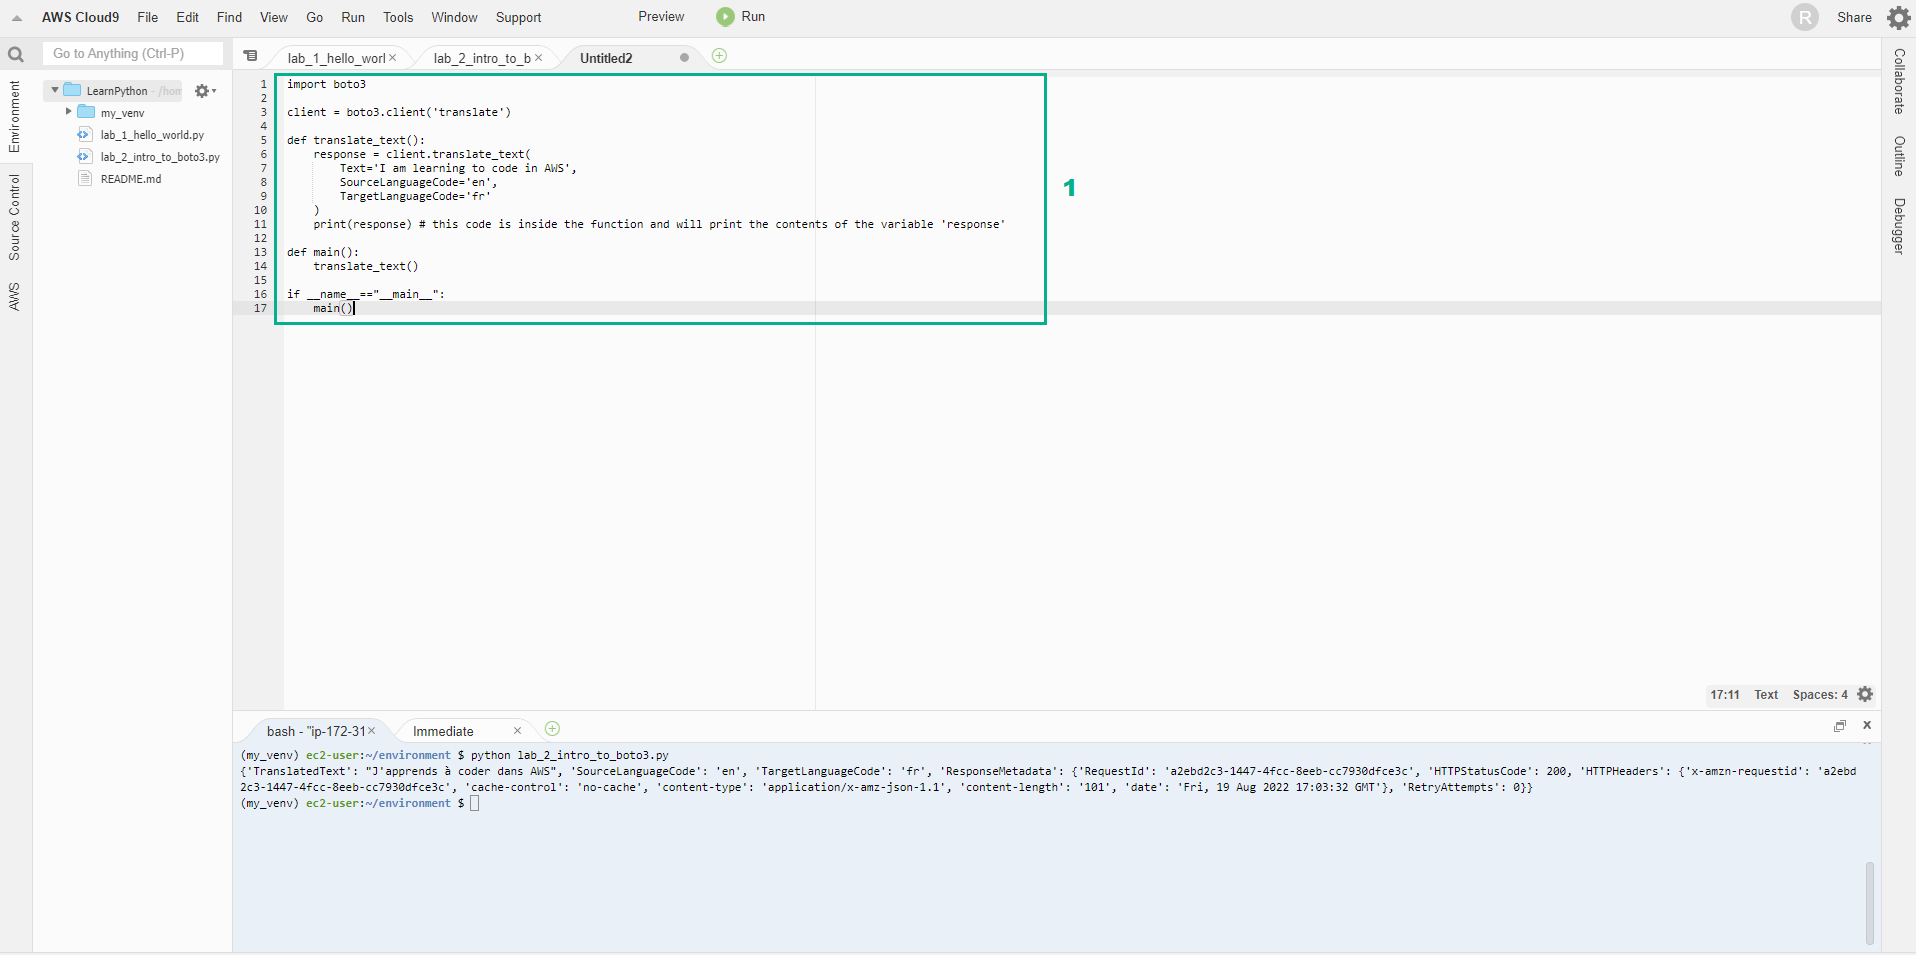 AWS Cloud9 File Edit Find View Go Run Tools Window Support Preview Run R Share
Go to Anything (Ctrl-P)
lab_1_hello_worl × lab_2_intro_to_b × Untitled2
Environment
Source Control
AWS
LearnPython - /hom
my_venv
lab_1_hello_world.py
lab_2_intro_to_boto3.py
README.md
1 import boto3
2
3 client = boto3.client('translate')
4
5 def translate_text():
6     response = client.translate_text(
7         Text='I am learning to code in AWS',
8         SourceLanguageCode='en',
9         TargetLanguageCode='fr'
10     )
11     print(response) # this code is inside the function and will print the contents of the variable 'response'
12
13 def main():
14     translate_text()
15
16 if __name__=="__main__":
17     main()
1
Collaborate
Outline
Debugger
17:11 Text Spaces: 4
bash - "ip-172-31 × Immediate ×
(my_venv) ec2-user:~/environment $ python lab_2_intro_to_boto3.py
{'TranslatedText': "J'apprends à coder dans AWS", 'SourceLanguageCode': 'en', 'TargetLanguageCode': 'fr', 'ResponseMetadata': {'RequestId': 'a2ebd2c3-1447-4fcc-8eeb-cc7930dfce3c', 'HTTPStatusCode': 200, 'HTTPHeaders': {'x-amzn-requestid': 'a2ebd
2c3-1447-4fcc-8eeb-cc7930dfce3c', 'cache-control': 'no-cache', 'content-type': 'application/x-amz-json-1.1', 'content-length': '101', 'date': 'Fri, 19 Aug 2022 17:03:32 GMT'}, 'RetryAttempts': 0}}
(my_venv) ec2-user:~/environment $